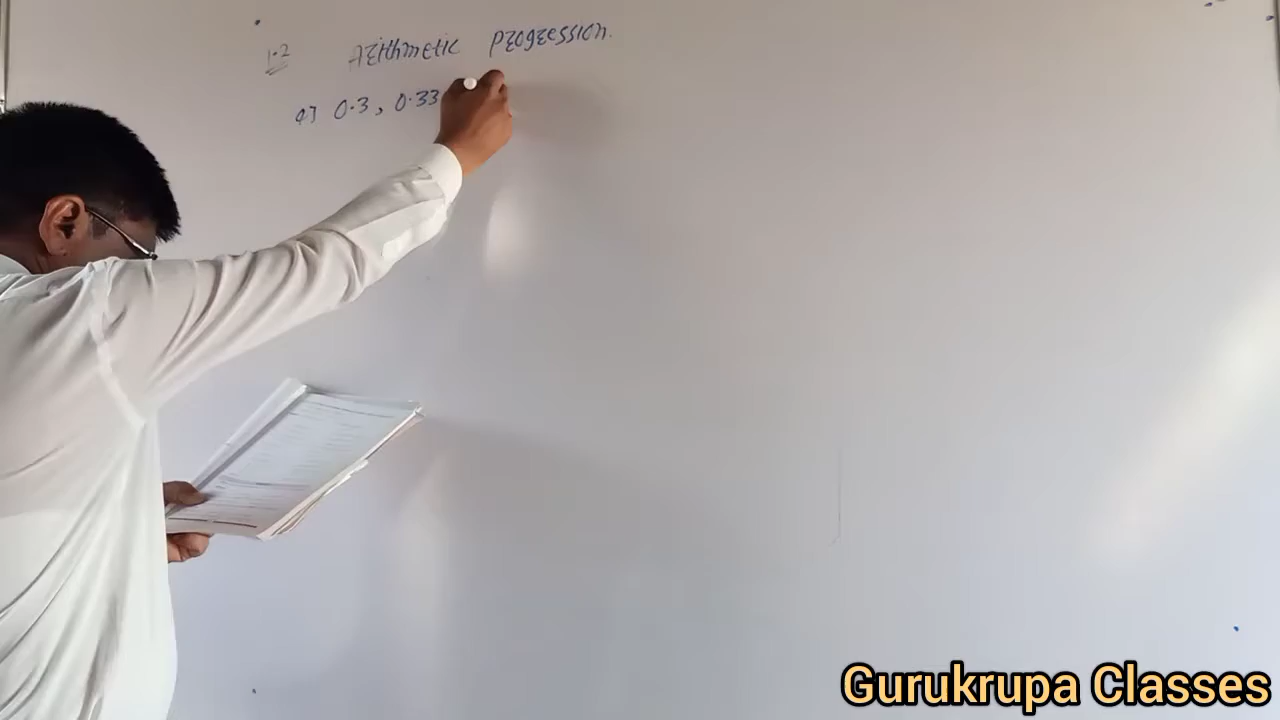 1.2 Arithmetic Progression.
a] 0.3, 0.33
Gurukrupa Classes